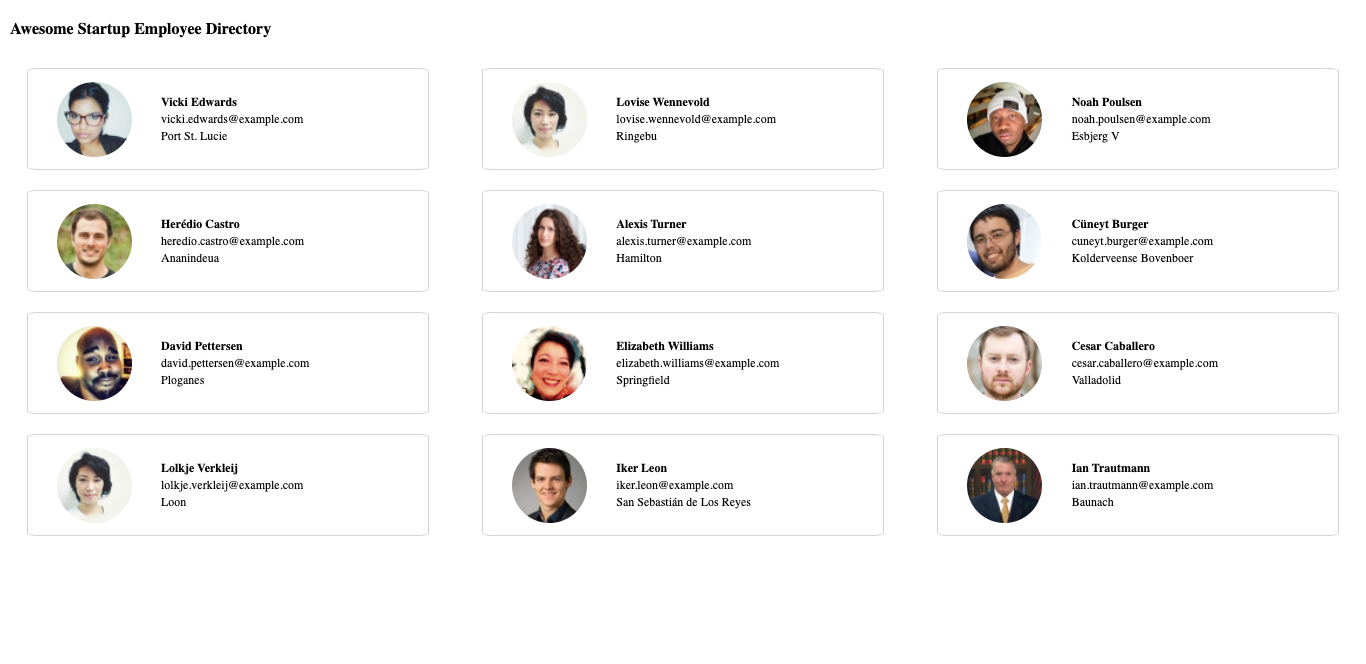 Awesome Startup Employee Directory
Vicki Edwards
vicki.edwards@example.com
Port St. Lucie
Lovise Wennevold
lovise.wennevold@example.com
Ringebu
Noah Poulsen
noah.poulsen@example.com
Esbjerg V
Herédio Castro
heredio.castro@example.com
Ananindeua
Alexis Turner
alexis.turner@example.com
Hamilton
Cüneyt Burger
cuneyt.burger@example.com
Kolderveense Bovenboer
David Pettersen
david.pettersen@example.com
Ploganes
Elizabeth Williams
elizabeth.williams@example.com
Springfield
Cesar Caballero
cesar.caballero@example.com
Valladolid
Lolkje Verkleij
lolkje.verkleij@example.com
Loon
Iker Leon
iker.leon@example.com
San Sebastián de Los Reyes
Ian Trautmann
ian.trautmann@example.com
Baunach